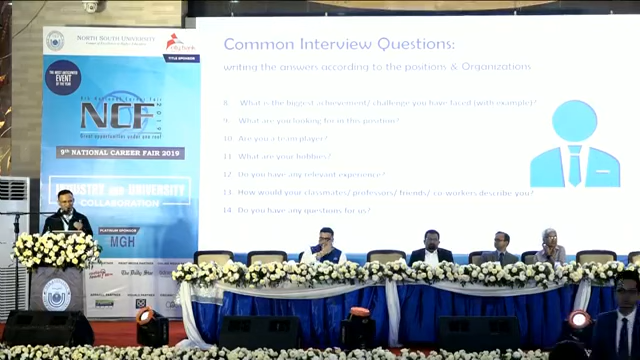 NORTH SOUTH UNIVERSITY
TITLE SPONSOR
EVENT
NCF
9TH NATIONAL CAREER FAIR 2019
INDUSTRY AND UNIVERSITY
COLLABORATION
PLATINUM SPONSOR
MGH
The Daily Star
Common Interview Questions:
writing the answers according to the position & Organizations
8. What is the biggest achievement/ challenge you have faced (with example)?
9. What are you looking for in this position?
10. Are you a team player?
11. What are your hobbies?
12. Do you have any relevant experience?
13. How would your classmates/ professors/ friends/ co-workers describe you?
14. Do you have any questions for us?